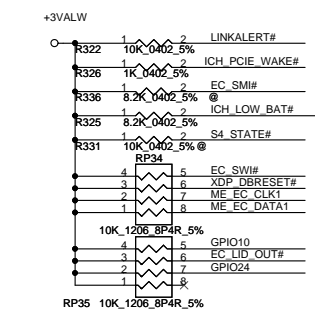 +3VALW
1 2 LINKALERT#
R322 10K_0402_5%
1 2 ICH_PCIE_WAKE#
R326 1K_0402_5%
1 2 EC_SMI#
R336 8.2K_0402_5% @
1 2 ICH_LOW_BAT#
R325 8.2K_0402_5%
1 2 S4_STATE#
R331 10K_0402_5% @
RP34
4 5 EC_SWI#
3 6 XDP_DBRESET#
2 7 ME_EC_CLK1
1 8 ME_EC_DATA1
10K_1206_8P4R_5%
4 5 GPIO10
3 6 EC_LID_OUT#
2 7 GPIO24
1 8
RP35 10K_1206_8P4R_5%